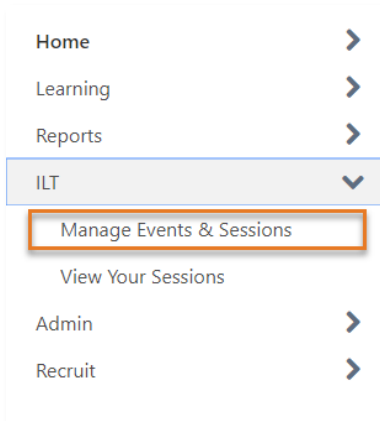 Home
Learning
Reports
ILT
Manage Events & Sessions
View Your Sessions
Admin
Recruit